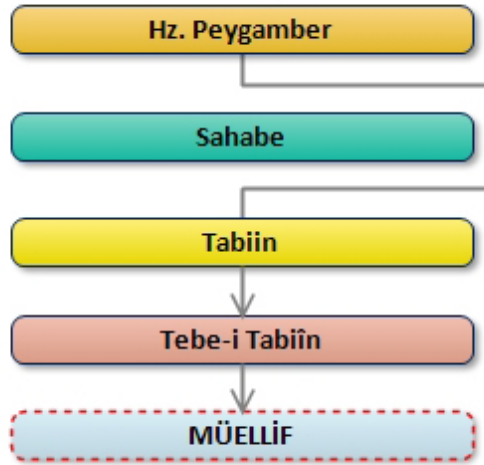 Hz. Peygamber
Sahabe
Tabiin
Tebe-i Tabiîn
MÜELLİF